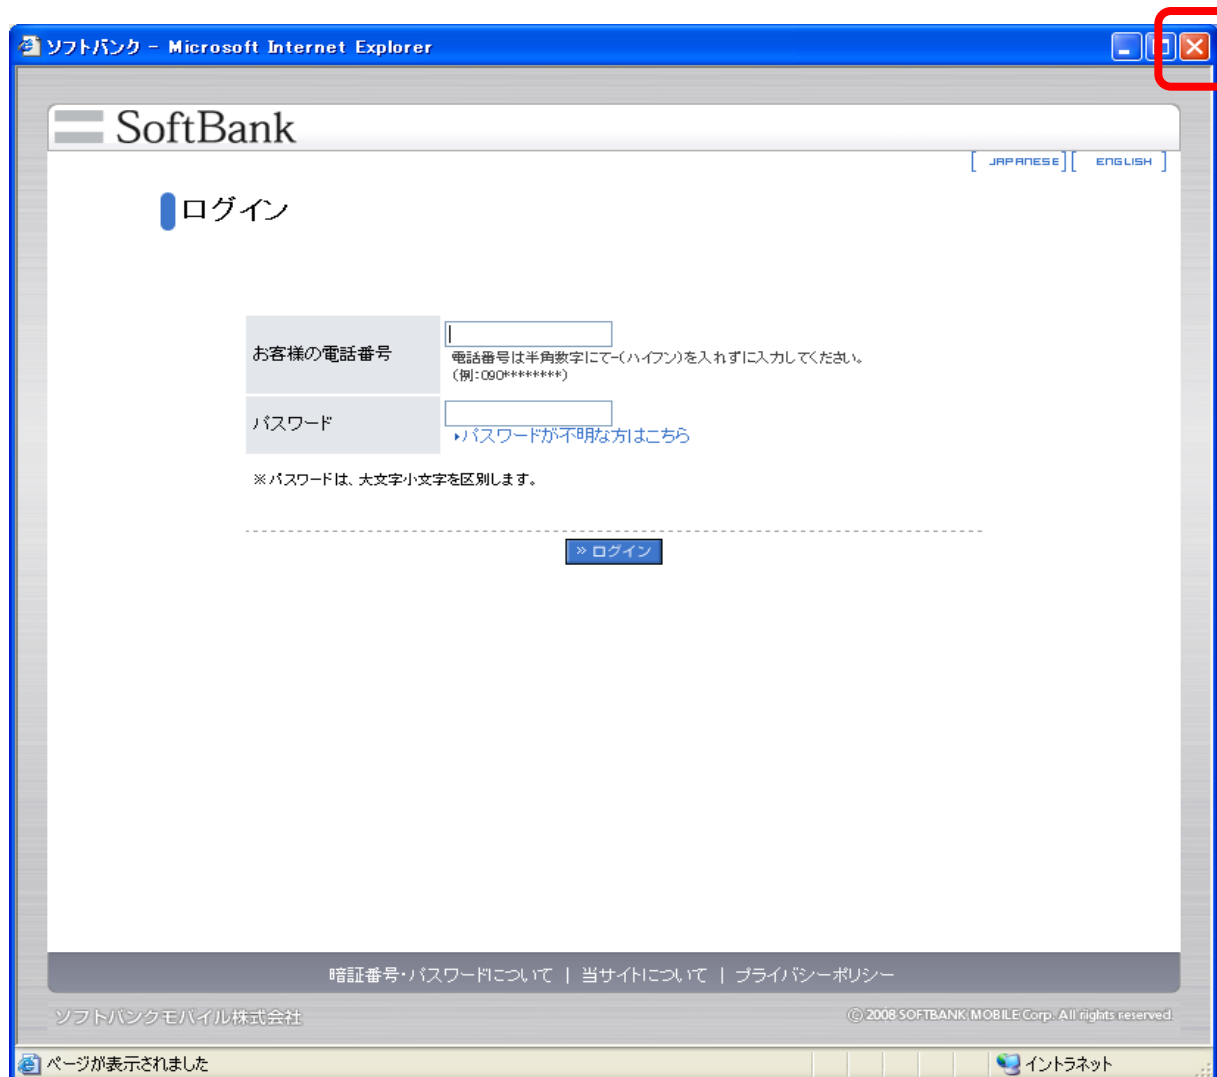 ソフトバンク - Microsoft Internet Explorer
SoftBank
[ JAPANESE ][ ENGLISH ]
ログイン
お客様の電話番号
電話番号は半角数字にて-(ハイフン)を入れずに入力してください。
(例:090********)
パスワード
パスワードが不明な方はこちら
※パスワードは、大文字小文字を区別します。
» ログイン
暗証番号・パスワードについて | 当サイトについて | プライバシーポリシー
ソフトバンクモバイル株式会社
© 2008 SOFTBANK MOBILE Corp. All rights reserved.
ページが表示されました
イントラネット